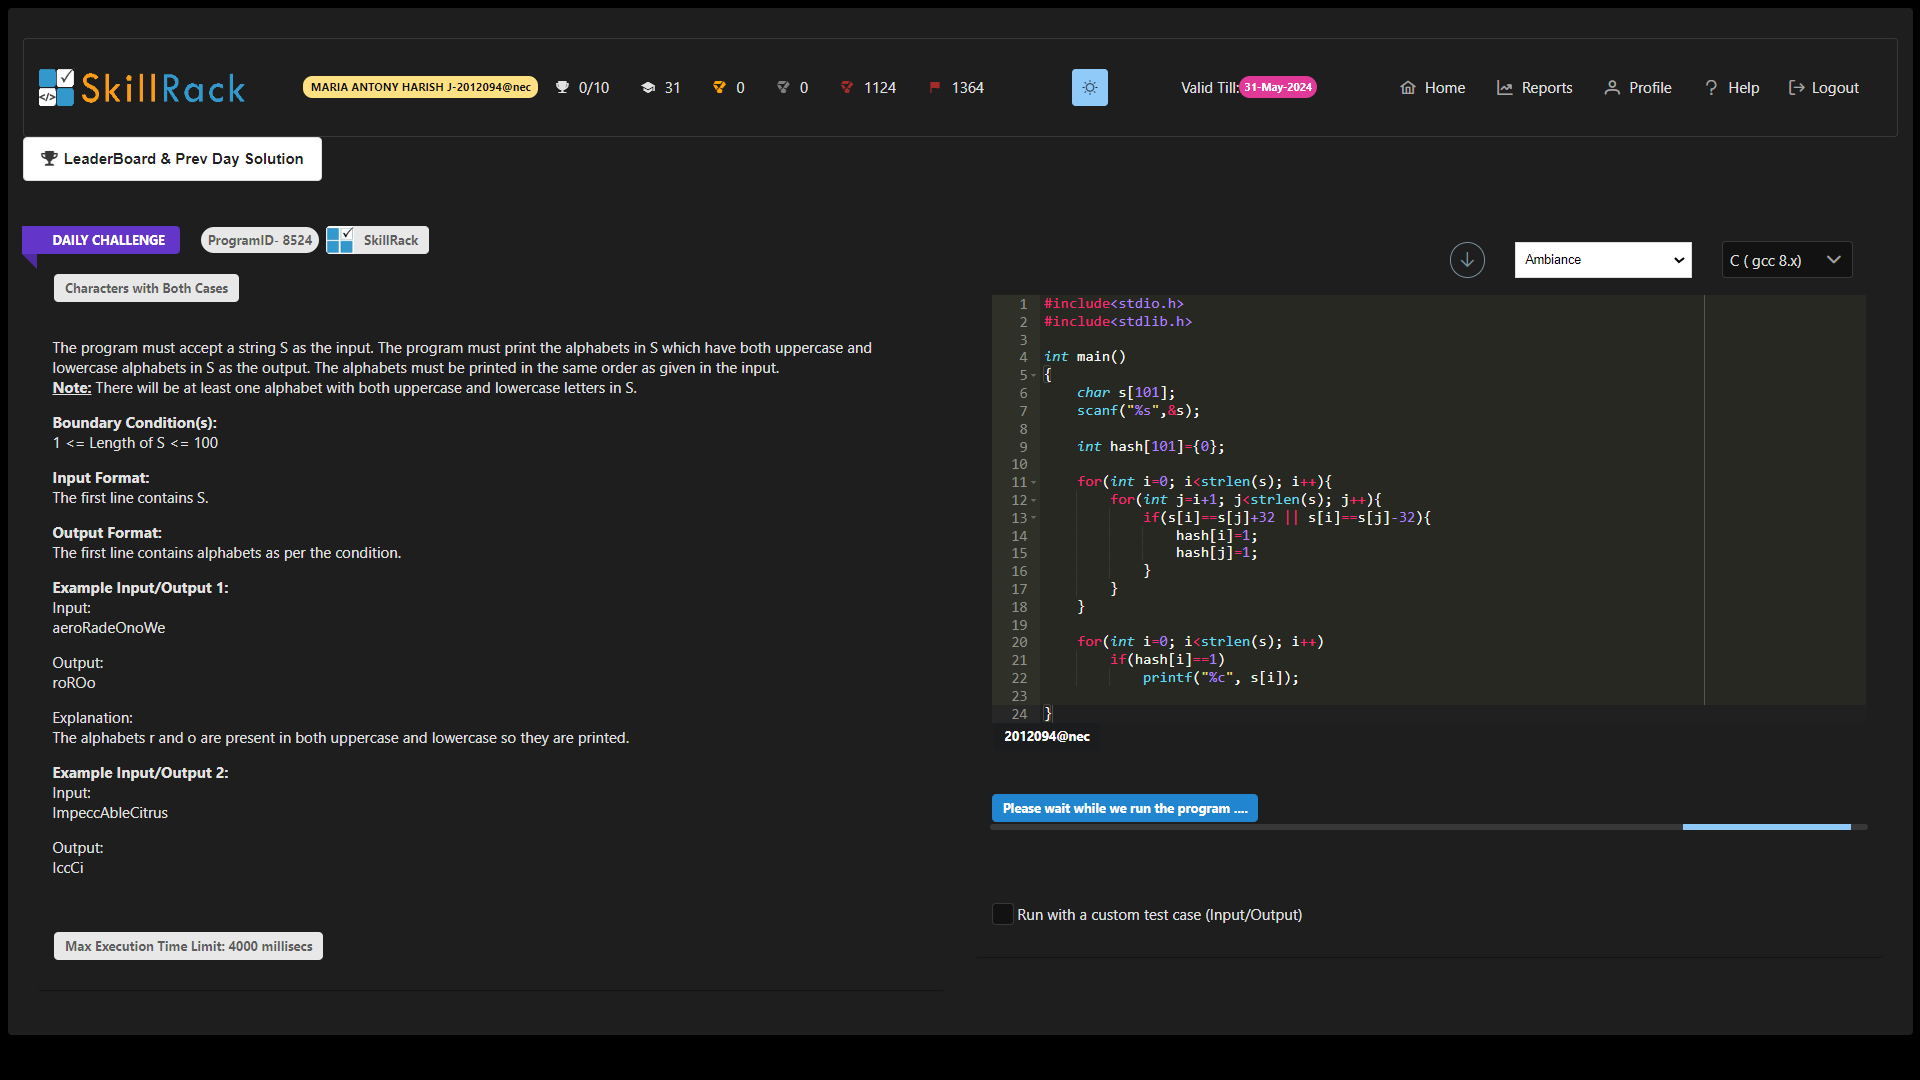 SkillRack
MARIA ANTONY HARISH J-2012094@nec
0/10
31
0
0
1124
1364
Valid Till: 31-May-2024
Home
Reports
Profile
? Help
Logout
LeaderBoard & Prev Day Solution
DAILY CHALLENGE
ProgramID- 8524
SkillRack
Characters with Both Cases
The program must accept a string S as the input. The program must print the alphabets in S which have both uppercase and
lowercase alphabets in S as the output. The alphabets must be printed in the same order as given in the input.
Note: There will be at least one alphabet with both uppercase and lowercase letters in S.
Boundary Condition(s):
1 <= Length of S <= 100
Input Format:
The first line contains S.
Output Format:
The first line contains alphabets as per the condition.
Example Input/Output 1:
Input:
aeroRadeOnoWe
Output:
roROo
Explanation:
The alphabets r and o are present in both uppercase and lowercase so they are printed.
Example Input/Output 2:
Input:
ImpeccAbleCitrus
Output:
IccCi
Max Execution Time Limit: 4000 millisecs
Ambiance
C ( gcc 8.x)
1 #include<stdio.h>
2 #include<stdlib.h>
3
4 int main()
5 {
6     char s[101];
7     scanf("%s",&s);
8
9     int hash[101]={0};
10
11     for(int i=0; i<strlen(s); i++){
12         for(int j=i+1; j<strlen(s); j++){
13             if(s[i]==s[j]+32 || s[i]==s[j]-32){
14                 hash[i]=1;
15                 hash[j]=1;
16             }
17         }
18     }
19
20     for(int i=0; i<strlen(s); i++)
21         if(hash[i]==1)
22             printf("%c", s[i]);
23
24 }
2012094@nec
Please wait while we run the program ....
Run with a custom test case (Input/Output)